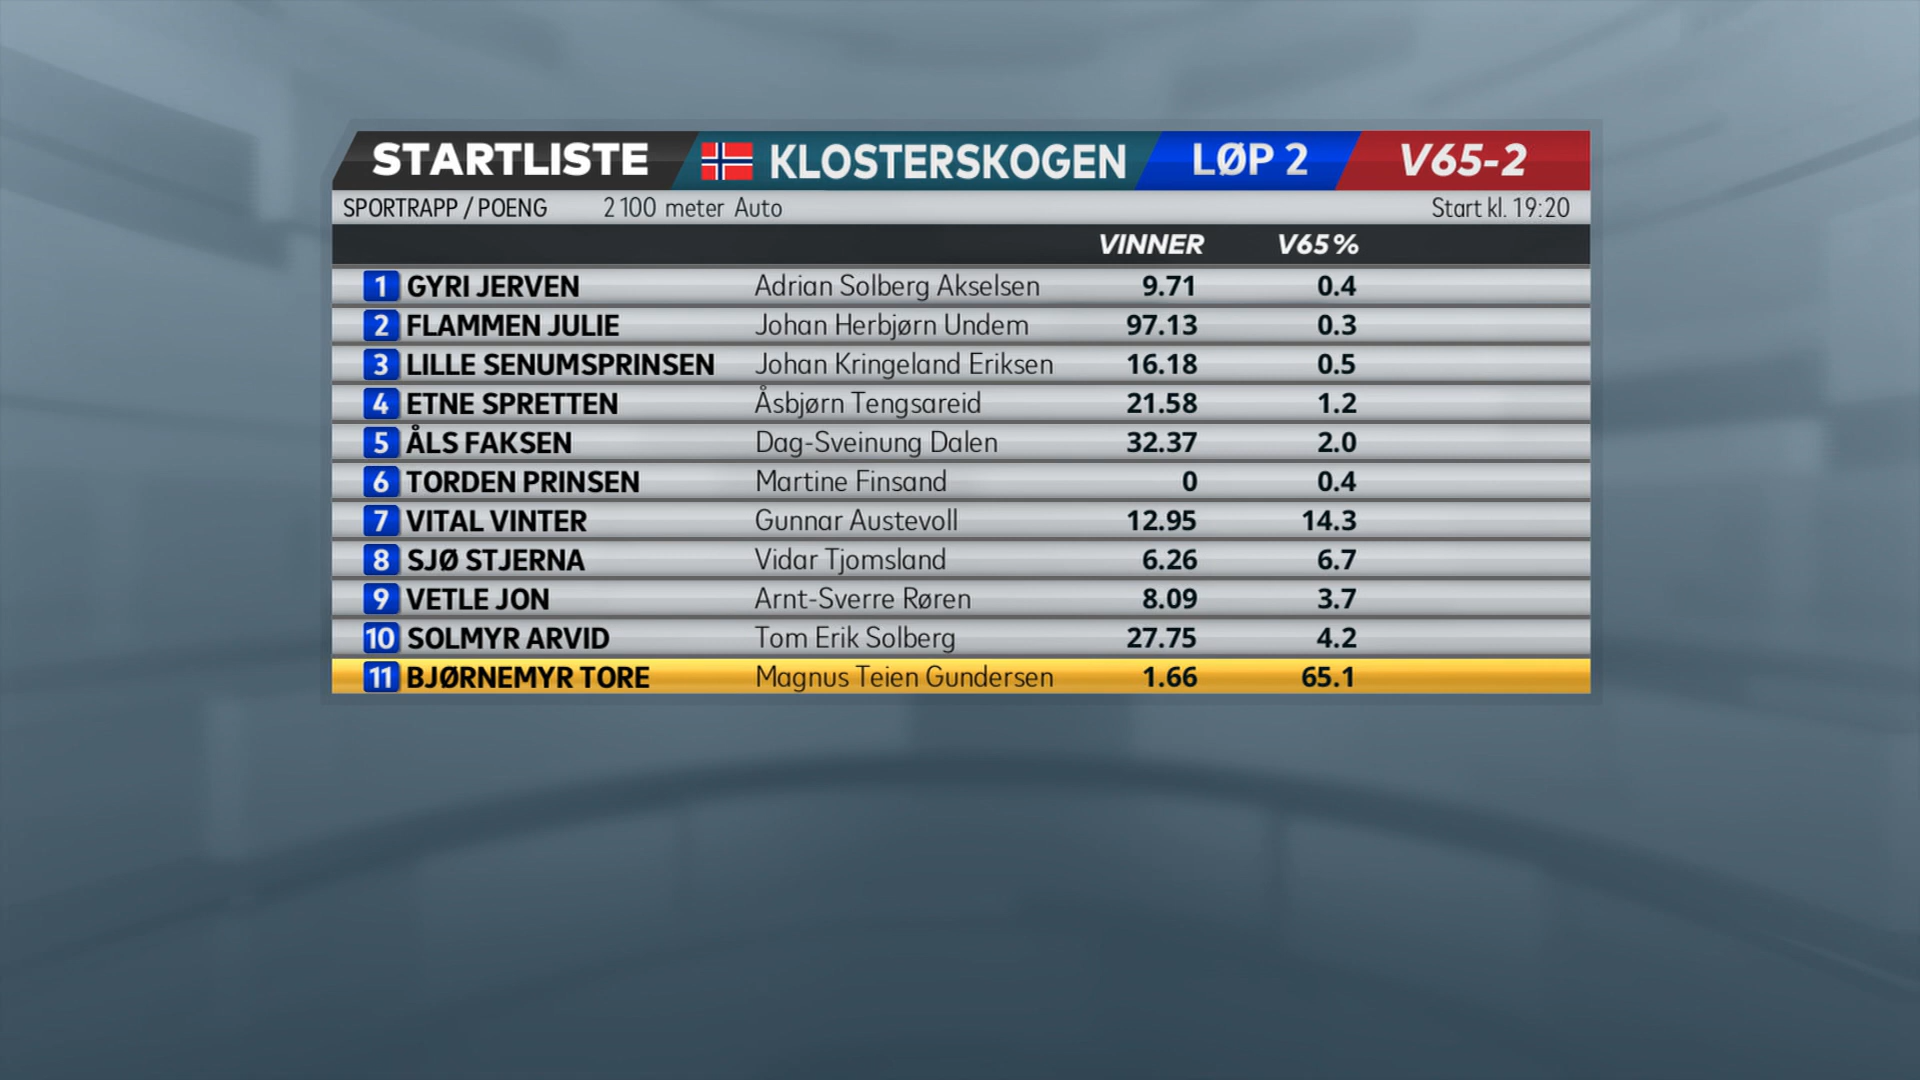 STARTLISTE KLOSTERSKOGEN LØP 2 V65-2
SPORTRAPP / POENG 2100 meter Auto Start kl. 19:20
VINNER V65%
1 GYRI JERVEN Adrian Solberg Akselsen 9.71 0.4
2 FLAMMEN JULIE Johan Herbjørn Undem 97.13 0.3
3 LILLE SENUMSPRINSEN Johan Kringeland Eriksen 16.18 0.5
4 ETNE SPRETTEN Åsbjørn Tengsareid 21.58 1.2
5 ÅLS FAKSEN Dag-Sveinung Dalen 32.37 2.0
6 TORDEN PRINSEN Martine Finsand 0 0.4
7 VITAL VINTER Gunnar Austevoll 12.95 14.3
8 SJØ STJERNA Vidar Tjomsland 6.26 6.7
9 VETLE JON Arnt-Sverre Røren 8.09 3.7
10 SOLMYR ARVID Tom Erik Solberg 27.75 4.2
11 BJØRNEMYR TORE Magnus Teien Gundersen 1.66 65.1